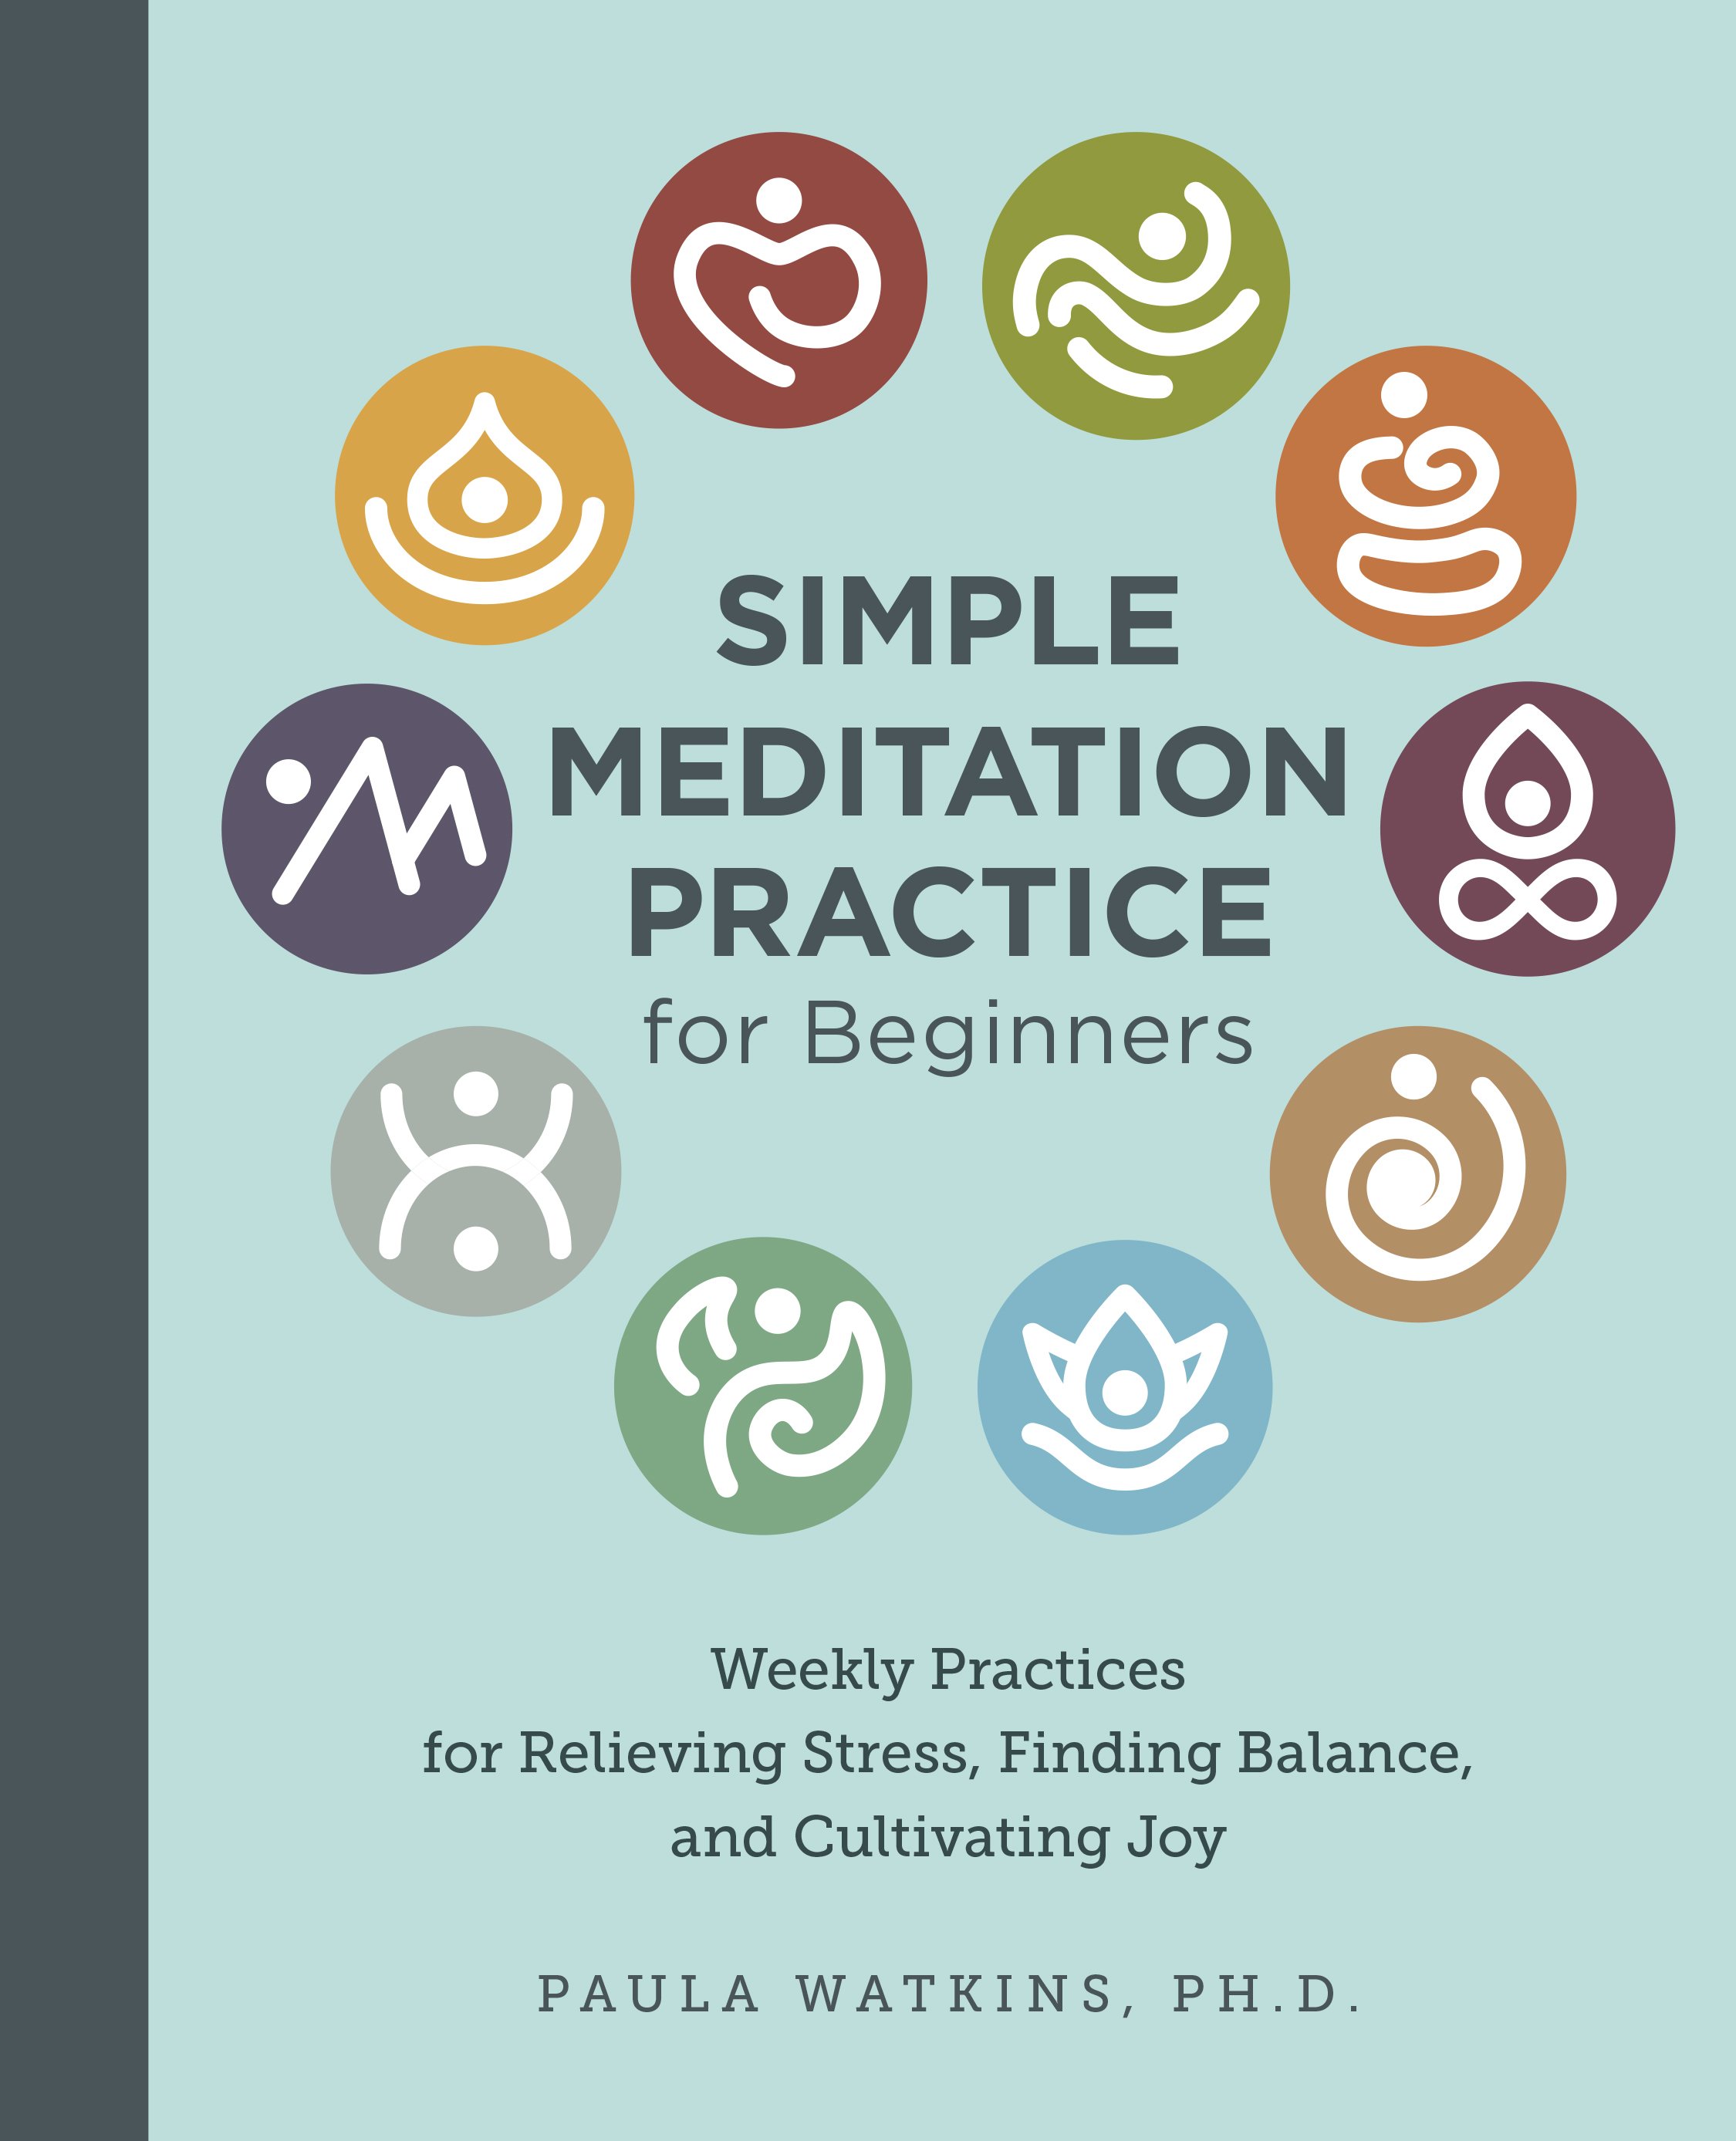 SIMPLE
MEDITATION
PRACTICE
for Beginners
Weekly Practices
for Relieving Stress, Finding Balance,
and Cultivating Joy
PAULA WATKINS, PH.D.